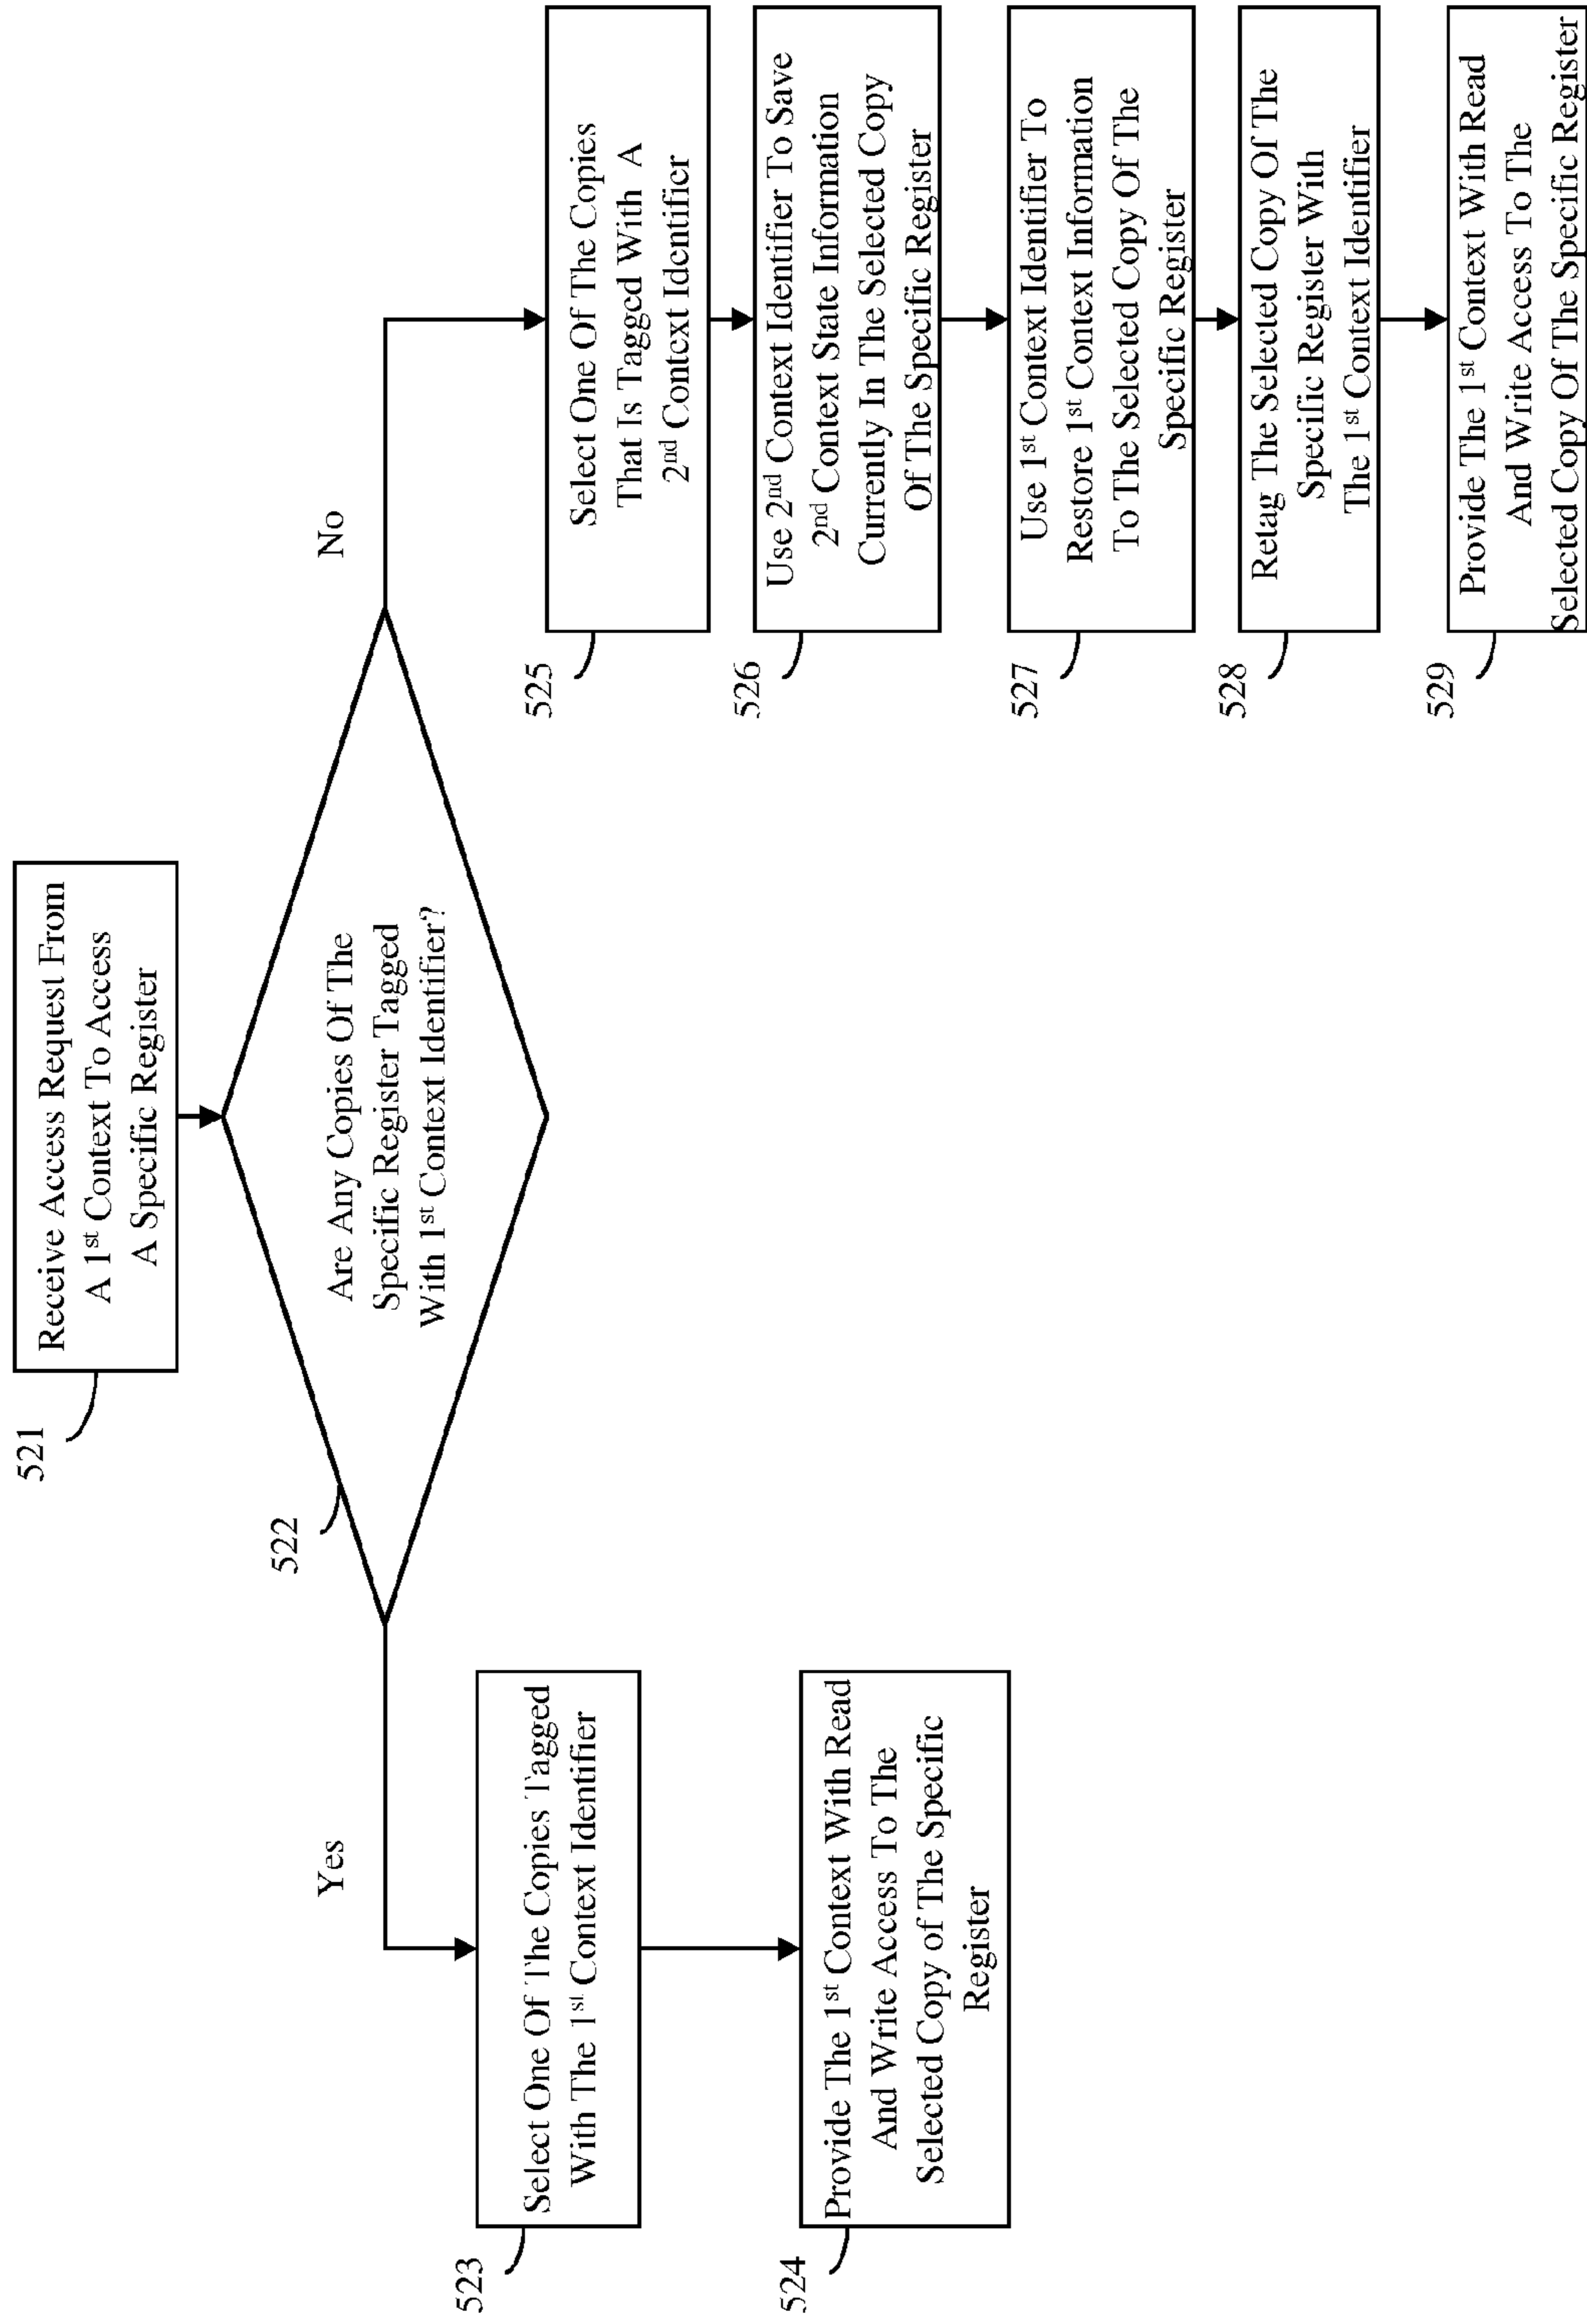 521
Receive Access Request From
A 1st Context To Access
A Specific Register
522
Are Any Copies Of The
Specific Register Tagged
With 1st Context Identifier?
Yes
No
523
Select One Of The Copies Tagged
With The 1st Context Identifier
524
Provide The 1st Context With Read
And Write Access To The
Selected Copy of The Specific
Register
525
Select One Of The Copies
That Is Tagged With A
2nd Context Identifier
526
Use 2nd Context Identifier To Save
2nd Context State Information
Currently In The Selected Copy
Of The Specific Register
527
Use 1st Context Identifier To
Restore 1st Context Information
To The Selected Copy Of The
Specific Register
528
Retag The Selected Copy Of The
Specific Register With
The 1st Context Identifier
529
Provide The 1st Context With Read
And Write Access To The
Selected Copy Of The Specific Register